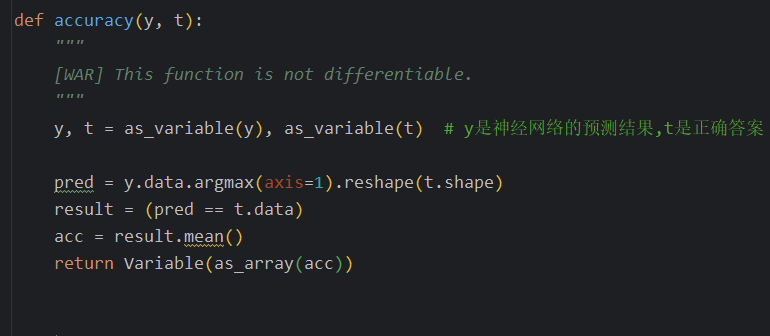 def accuracy(y, t):
    """
    [WAR] This function is not differentiable.
    """
    y, t = as_variable(y), as_variable(t)  # y是神经网络的预测结果,t是正确答案
    pred = y.data.argmax(axis=1).reshape(t.shape)
    result = (pred == t.data)
    acc = result.mean()
    return Variable(as_array(acc))